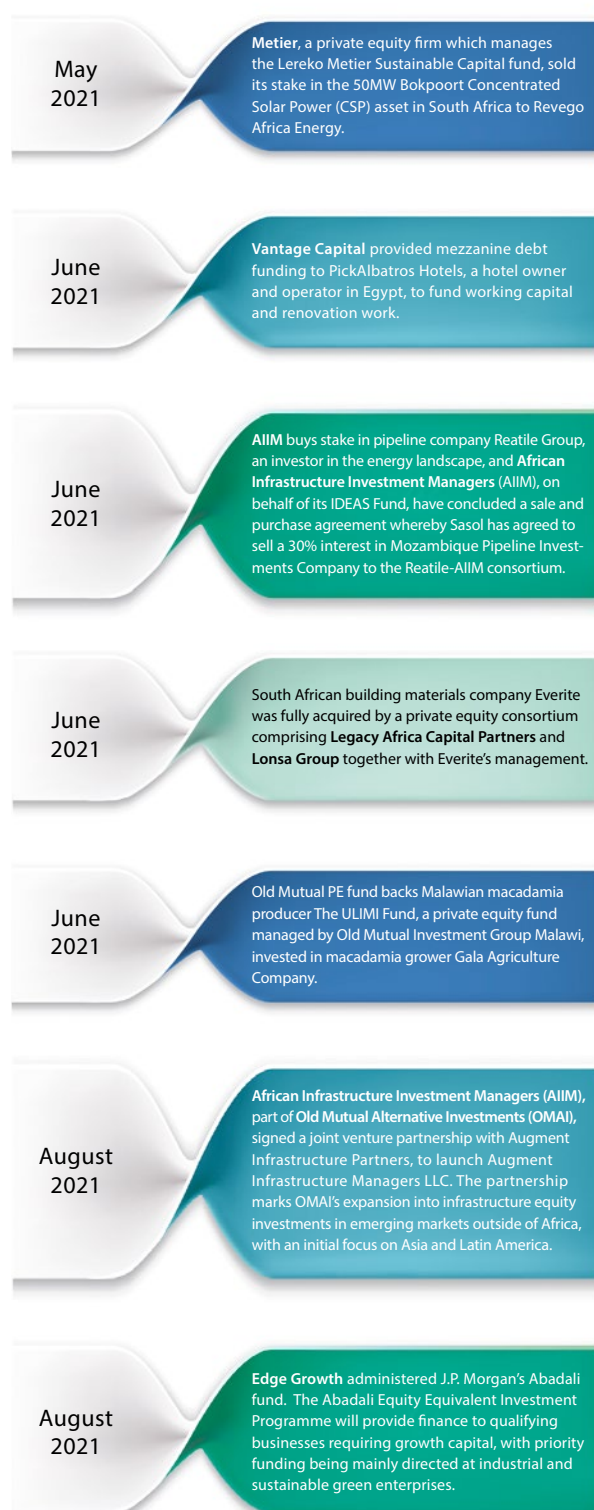 May
2021
Metier, a private equity firm which manages
the Lereko Metier Sustainable Capital fund, sold
its stake in the 50MW Bokpoort Concentrated
Solar Power (CSP) asset in South Africa to Revego
Africa Energy.
June
2021
Vantage Capital provided mezzanine debt
funding to PickAlbatros Hotels, a hotel owner
and operator in Egypt, to fund working capital
and renovation work.
June
2021
AIIM buys stake in pipeline company Reatile Group,
an investor in the energy landscape, and African
Infrastructure Investment Managers (AIIM), on
behalf of its IDEAS Fund, have concluded a sale and
purchase agreement whereby Sasol has agreed to
sell a 30% interest in Mozambique Pipeline Invest-
ments Company to the Reatile-AIIM consortium.
June
2021
South African building materials company Everite
was fully acquired by a private equity consortium
comprising Legacy Africa Capital Partners and
Lonsa Group together with Everite's management.
June
2021
Old Mutual PE fund backs Malawian macadamia
producer The ULIMI Fund, a private equity fund
managed by Old Mutual Investment Group Malawi,
invested in macadamia grower Gala Agriculture
Company.
August
2021
African Infrastructure Investment Managers (AIIM),
part of Old Mutual Alternative Investments (OMAI),
signed a joint venture partnership with Augment
Infrastructure Partners, to launch Augment
Infrastructure Managers LLC. The partnership
marks OMAI's expansion into infrastructure equity
investments in emerging markets outside of Africa,
with an initial focus on Asia and Latin America.
August
2021
Edge Growth administered J.P. Morgan's Abadali
fund. The Abadali Equity Equivalent Investment
Programme will provide finance to qualifying
businesses requiring growth capital, with priority
funding being mainly directed at industrial and
sustainable green enterprises.